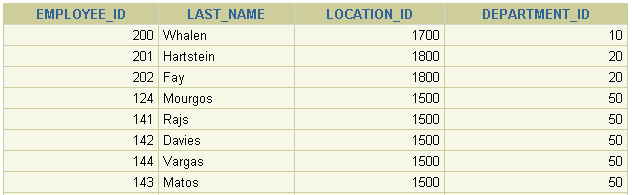 EMPLOYEE_ID LAST_NAME LOCATION_ID DEPARTMENT_ID
200 Whalen 1700 10
201 Hartstein 1800 20
202 Fay 1800 20
124 Mourgos 1500 50
141 Rajs 1500 50
142 Davies 1500 50
144 Vargas 1500 50
143 Matos 1500 50